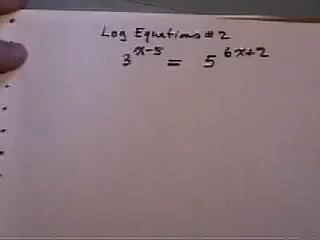 Log Equations #2
3^{x-5} = 5^{6x+2}